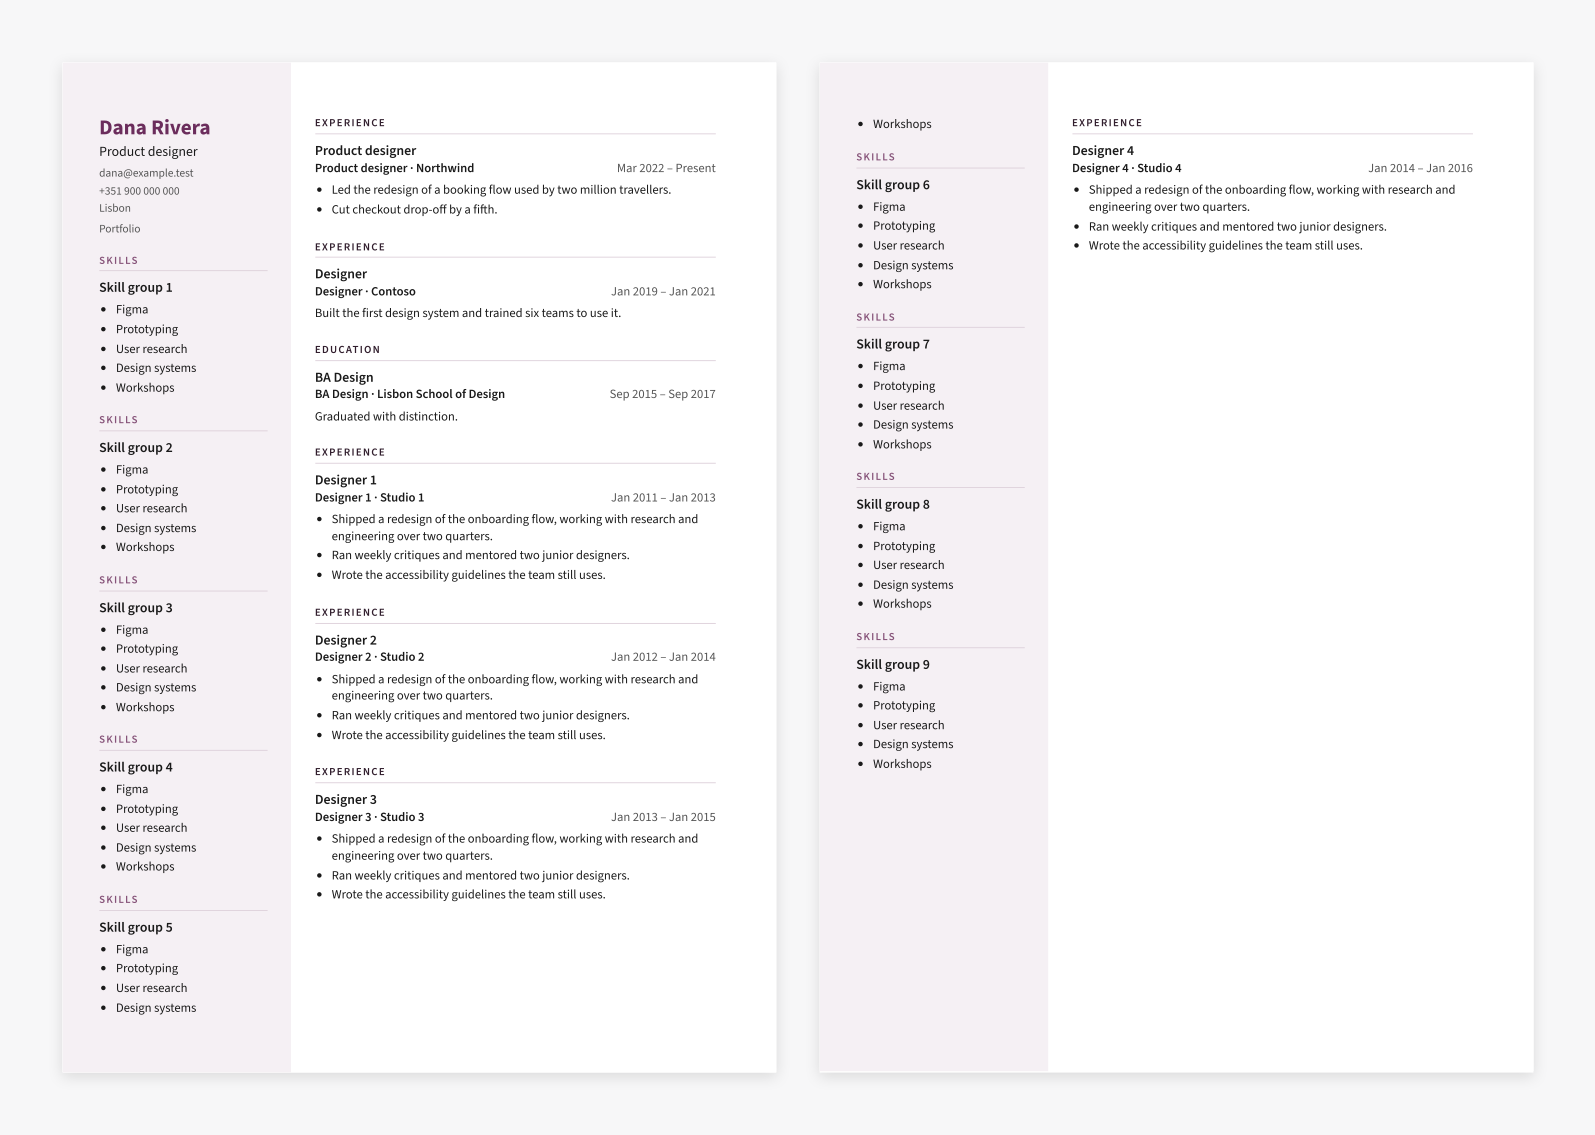 Dana Rivera
Product designer
dana@example.test
+351 900 000 000
Lisbon
Portfolio
SKILLS
Skill group 1
• Figma
• Prototyping
• User research
• Design systems
• Workshops
SKILLS
Skill group 2
• Figma
• Prototyping
• User research
• Design systems
• Workshops
SKILLS
Skill group 3
• Figma
• Prototyping
• User research
• Design systems
• Workshops
SKILLS
Skill group 4
• Figma
• Prototyping
• User research
• Design systems
• Workshops
SKILLS
Skill group 5
• Figma
• Prototyping
• User research
• Design systems
EXPERIENCE
Product designer
Product designer · Northwind Mar 2022 – Present
• Led the redesign of a booking flow used by two million travellers.
• Cut checkout drop-off by a fifth.
EXPERIENCE
Designer
Designer · Contoso Jan 2019 – Jan 2021
Built the first design system and trained six teams to use it.
EDUCATION
BA Design
BA Design · Lisbon School of Design Sep 2015 – Sep 2017
Graduated with distinction.
EXPERIENCE
Designer 1
Designer 1 · Studio 1 Jan 2011 – Jan 2013
• Shipped a redesign of the onboarding flow, working with research and
engineering over two quarters.
• Ran weekly critiques and mentored two junior designers.
• Wrote the accessibility guidelines the team still uses.
EXPERIENCE
Designer 2
Designer 2 · Studio 2 Jan 2012 – Jan 2014
• Shipped a redesign of the onboarding flow, working with research and
engineering over two quarters.
• Ran weekly critiques and mentored two junior designers.
• Wrote the accessibility guidelines the team still uses.
EXPERIENCE
Designer 3
Designer 3 · Studio 3 Jan 2013 – Jan 2015
• Shipped a redesign of the onboarding flow, working with research and
engineering over two quarters.
• Ran weekly critiques and mentored two junior designers.
• Wrote the accessibility guidelines the team still uses.
• Workshops
SKILLS
Skill group 6
• Figma
• Prototyping
• User research
• Design systems
• Workshops
SKILLS
Skill group 7
• Figma
• Prototyping
• User research
• Design systems
• Workshops
SKILLS
Skill group 8
• Figma
• Prototyping
• User research
• Design systems
• Workshops
SKILLS
Skill group 9
• Figma
• Prototyping
• User research
• Design systems
• Workshops
EXPERIENCE
Designer 4
Designer 4 · Studio 4 Jan 2014 – Jan 2016
• Shipped a redesign of the onboarding flow, working with research and
engineering over two quarters.
• Ran weekly critiques and mentored two junior designers.
• Wrote the accessibility guidelines the team still uses.